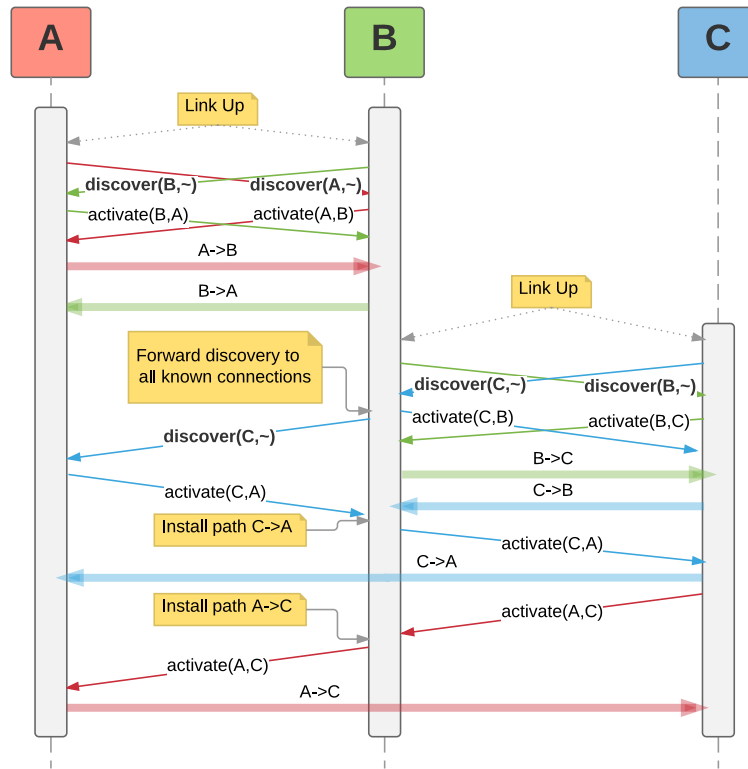 A
B
C
Link Up
discover(B,~)
discover(A,~)
activate(B,A)
activate(A,B)
A->B
B->A
Link Up
Forward discovery to
all known connections
discover(C,~)
discover(B,~)
activate(C,B)
activate(B,C)
discover(C,~)
B->C
activate(C,A)
C->B
Install path C->A
activate(C,A)
C->A
Install path A->C
activate(A,C)
activate(A,C)
A->C